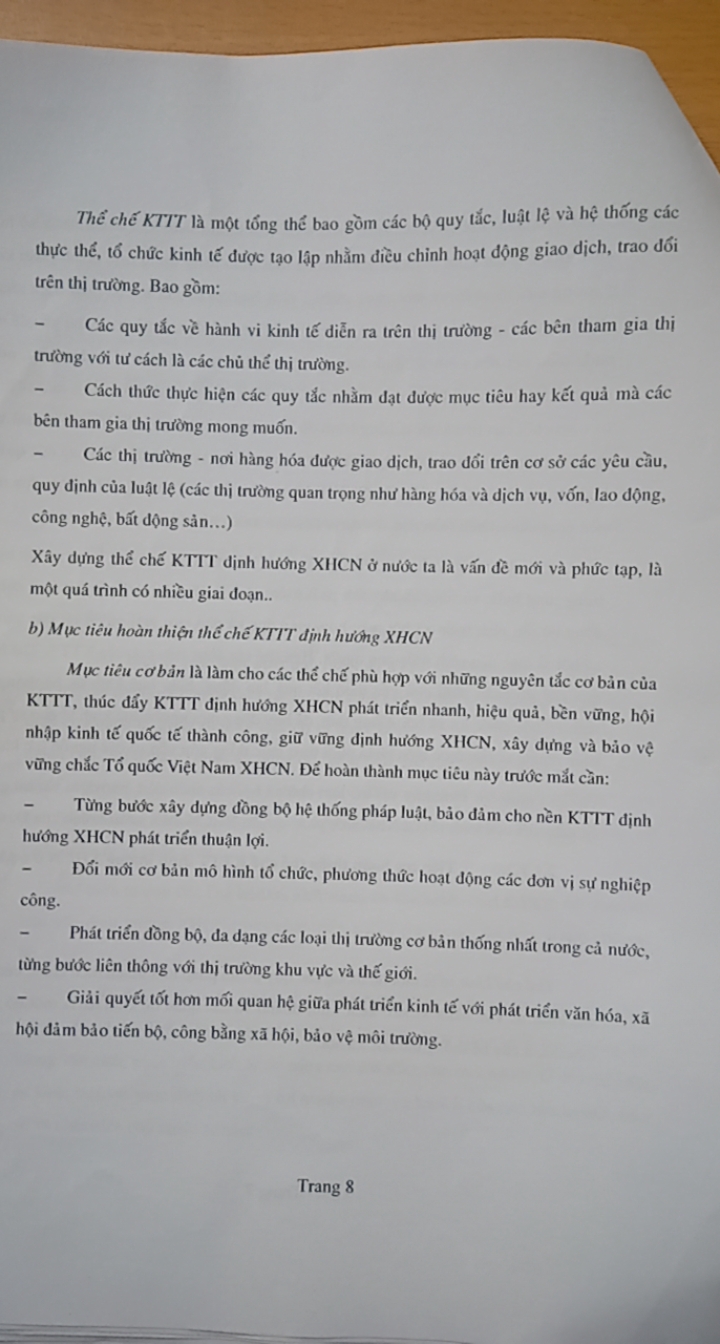 Thể chế KTTT là một tổng thể bao gồm các bộ quy tắc, luật lệ và hệ thống các
thực thể, tổ chức kinh tế được tạo lập nhằm điều chỉnh hoạt động giao dịch, trao đổi
trên thị trường. Bao gồm:
– Các quy tắc về hành vi kinh tế diễn ra trên thị trường - các bên tham gia thị
trường với tư cách là các chủ thể thị trường.
– Cách thức thực hiện các quy tắc nhằm đạt được mục tiêu hay kết quả mà các
bên tham gia thị trường mong muốn.
– Các thị trường - nơi hàng hóa được giao dịch, trao đổi trên cơ sở các yêu cầu,
quy định của luật lệ (các thị trường quan trọng như hàng hóa và dịch vụ, vốn, lao động,
công nghệ, bất động sản…)
Xây dựng thể chế KTTT định hướng XHCN ở nước ta là vấn đề mới và phức tạp, là
một quá trình có nhiều giai đoạn..
b) Mục tiêu hoàn thiện thể chế KTTT định hướng XHCN
Mục tiêu cơ bản là làm cho các thể chế phù hợp với những nguyên tắc cơ bản của
KTTT, thúc đẩy KTTT định hướng XHCN phát triển nhanh, hiệu quả, bền vững, hội
nhập kinh tế quốc tế thành công, giữ vững định hướng XHCN, xây dựng và bảo vệ
vững chắc Tổ quốc Việt Nam XHCN. Để hoàn thành mục tiêu này trước mắt cần:
– Từng bước xây dựng đồng bộ hệ thống pháp luật, bảo đảm cho nền KTTT định
hướng XHCN phát triển thuận lợi.
– Đổi mới cơ bản mô hình tổ chức, phương thức hoạt động các đơn vị sự nghiệp
công.
– Phát triển đồng bộ, đa dạng các loại thị trường cơ bản thống nhất trong cả nước,
từng bước liên thông với thị trường khu vực và thế giới.
– Giải quyết tốt hơn mối quan hệ giữa phát triển kinh tế với phát triển văn hóa, xã
hội đảm bảo tiến bộ, công bằng xã hội, bảo vệ môi trường.
Trang 8